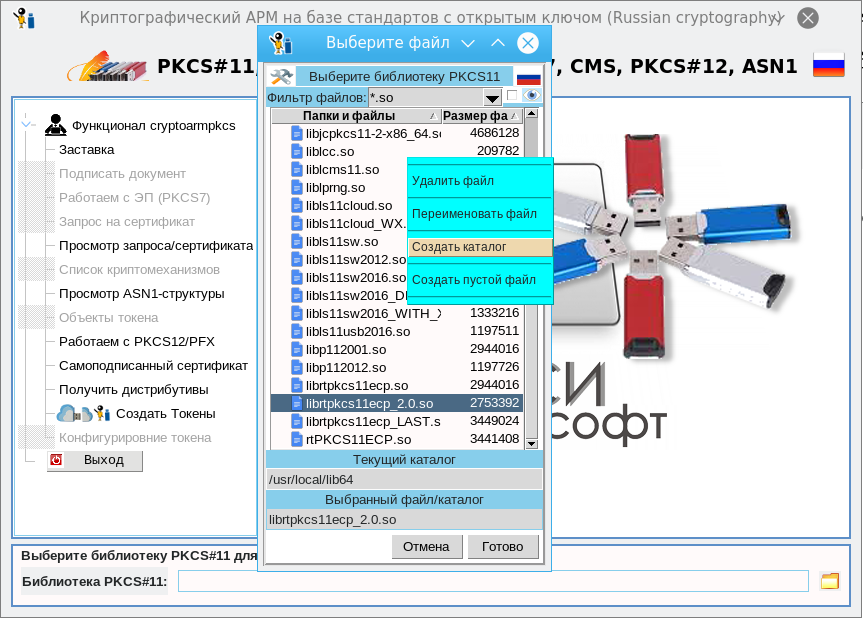 Криптографический АРМ на базе стандартов с открытым ключом (Russian cryptography)
Выберите файл
PKCS#11,
7, CMS, PKCS#12, ASN1
Выберите библиотеку PKCS11
Фильтр файлов: *.so
Папки и файлы Размер фа
libjcpkcs11-2-x86_64.so 4686128
liblcc.so 209782
liblcms11.so
liblprng.so
libls11cloud.so
libls11cloud_WX.
libls11sw.so
libls11sw2012.so
libls11sw2016.so
libls11sw2016_DI
libls11sw2016_WITH_X 1333216
libls11usb2016.so 1197511
libp112001.so 2944016
libp112012.so 1197726
librtpkcs11ecp.so 2944016
librtpkcs11ecp_2.0.so 2753392
librtpkcs11ecp_LAST.s 3449024
rtPKCS11ECP.so 3441408
Удалить файл
Переименовать файл
Создать каталог
Создать пустой файл
Текущий каталог
/usr/local/lib64
Выбранный файл/каталог
librtpkcs11ecp_2.0.so
Отмена Готово
Функционал cryptoarmpkcs
Заставка
Подписать документ
Работаем с ЭП (PKCS7)
Запрос на сертификат
Просмотр запроса/сертификата
Список криптомеханизмов
Просмотр ASN1-структуры
Объекты токена
Работаем с PKCS12/PFX
Самоподписанный сертификат
Получить дистрибутивы
Создать Токены
Конфигурировние токена
Выход
СИ
софт
Выберите библиотеку PKCS#11 для
Библиотека PKCS#11: